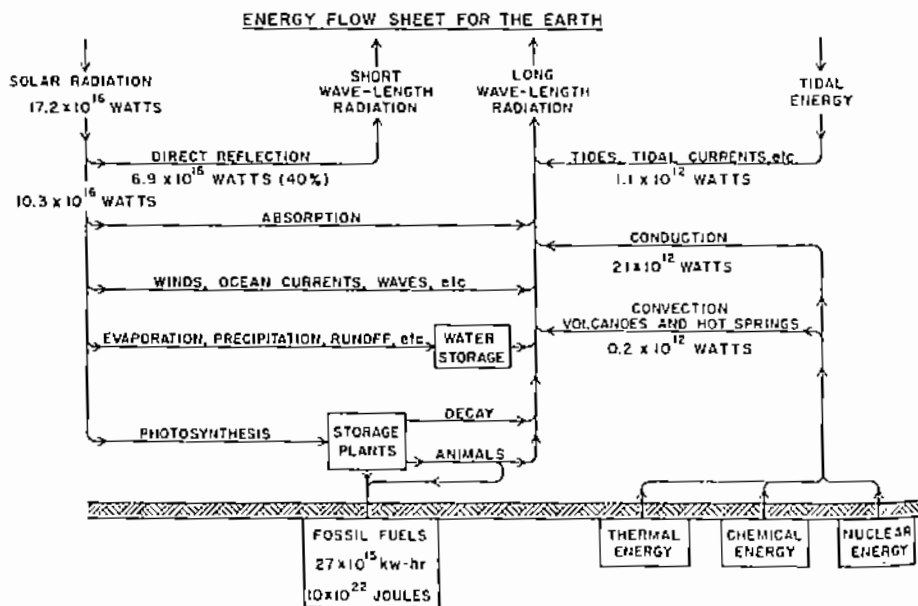 ENERGY FLOW SHEET FOR THE EARTH
SOLAR RADIATION
17.2 x 10^16 WATTS
SHORT
WAVE-LENGTH
RADIATION
LONG
WAVE-LENGTH
RADIATION
TIDAL
ENERGY
DIRECT REFLECTION
6.9 x 10^16 WATTS (40%)
TIDES, TIDAL CURRENTS, etc.
1.1 x 10^12 WATTS
10.3 x 10^16 WATTS
ABSORPTION
CONDUCTION
21 x 10^12 WATTS
WINDS, OCEAN CURRENTS, WAVES, etc
CONVECTION
VOLCANOES AND HOT SPRINGS
0.2 x 10^12 WATTS
EVAPORATION, PRECIPITATION, RUNOFF, etc.
WATER
STORAGE
PHOTOSYNTHESIS
STORAGE
PLANTS
DECAY
ANIMALS
FOSSIL FUELS
27 x 10^15 kw-hr
10 x 10^22 JOULES
THERMAL
ENERGY
CHEMICAL
ENERGY
NUCLEAR
ENERGY